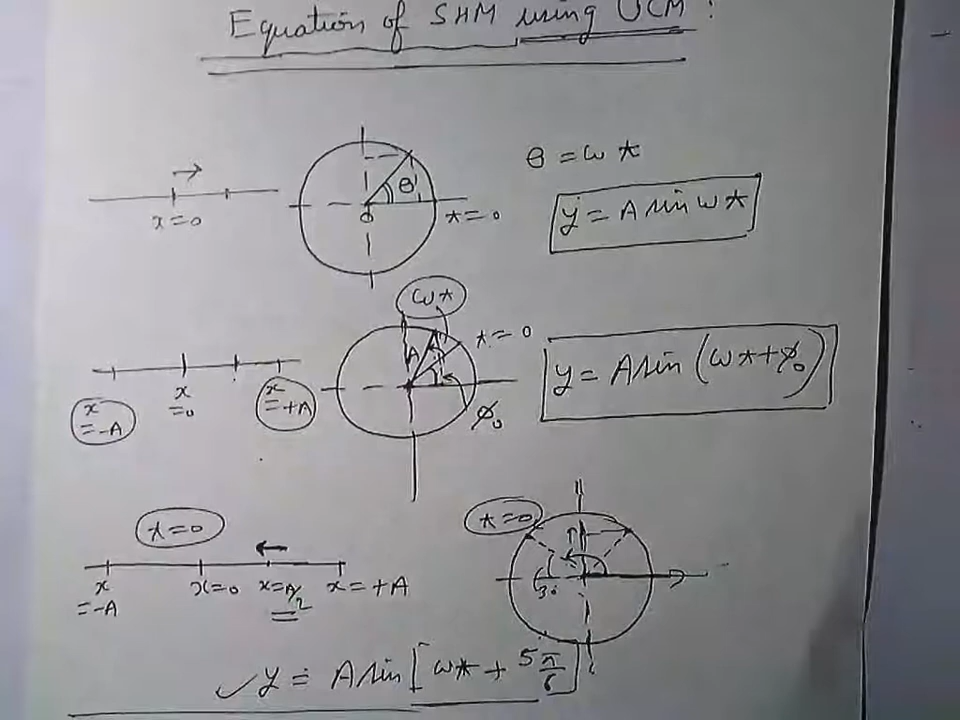 Equation of SHM using UCM :
θ = ωt
x=0
θ
0
t=0
y = A sin ωt
ωt
A
t=0
x = -A
x = 0
x = +A
ϕ₀
y = A sin (ωt+ϕ₀)
t=0
x = -A
x=0
x=A/2
x=+A
t=0
30
y = A sin [ωt + 5π/6]